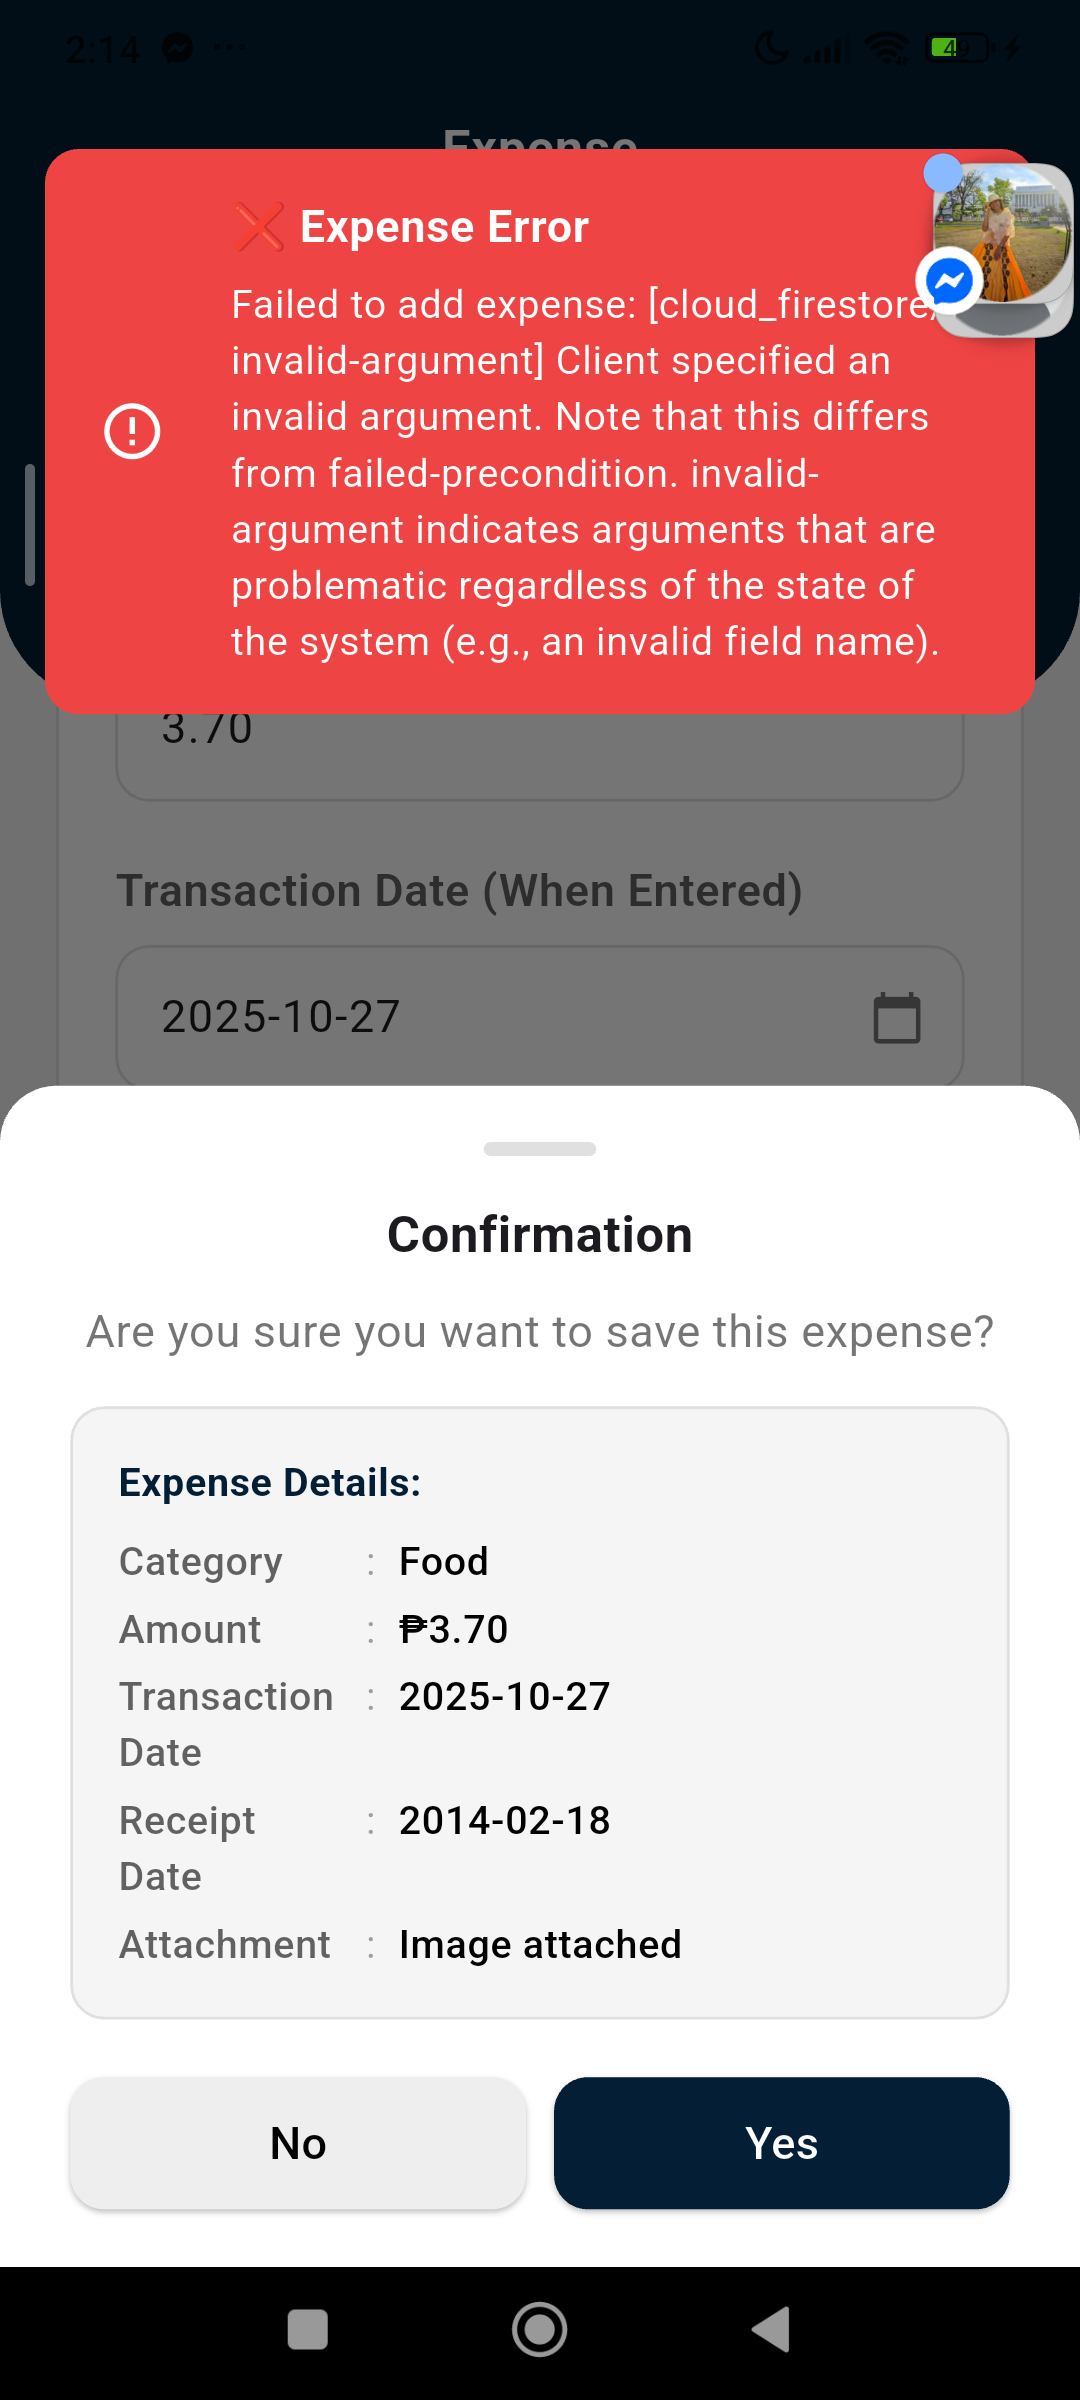 2:14
49
Expense
❌ Expense Error
Failed to add expense: [cloud_firestore/
invalid-argument] Client specified an
invalid argument. Note that this differs
from failed-precondition. invalid-
argument indicates arguments that are
problematic regardless of the state of
the system (e.g., an invalid field name).
3.70
Transaction Date (When Entered)
2025-10-27
Confirmation
Are you sure you want to save this expense?
Expense Details:
Category : Food
Amount : ₱3.70
Transaction : 2025-10-27
Date
Receipt : 2014-02-18
Date
Attachment : Image attached
No
Yes